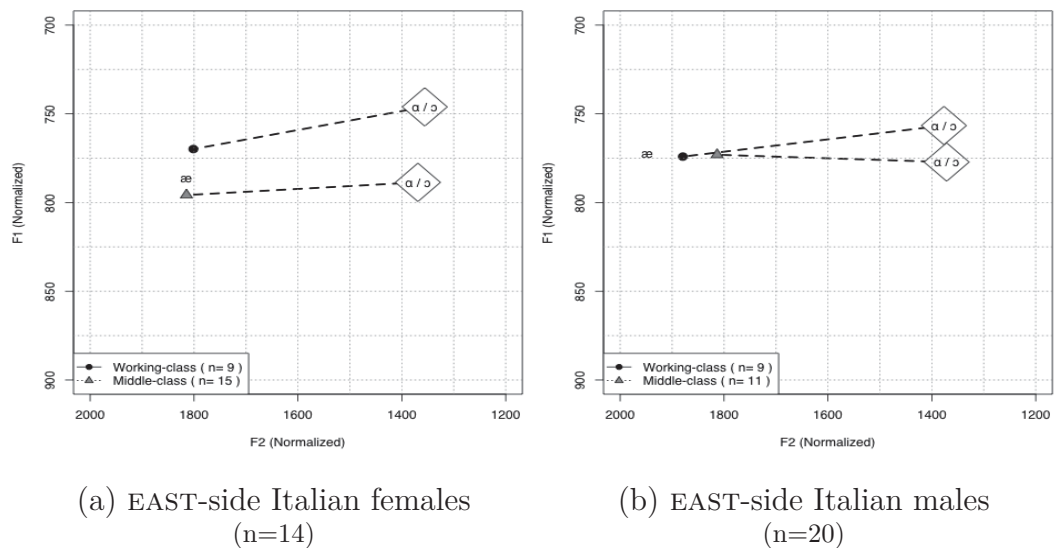 700
750
800
850
900
F1 (Normalized)
æ
ɑ / ɔ
ɑ / ɔ
Working-class ( n= 9 )
Middle-class ( n= 15 )
2000 1800 1600 1400 1200
F2 (Normalized)
(a) EAST-side Italian females
(n=14)
700
750
800
850
900
F1 (Normalized)
æ
ɑ / ɔ
ɑ / ɔ
Working-class ( n= 9 )
Middle-class ( n= 11 )
2000 1800 1600 1400 1200
F2 (Normalized)
(b) EAST-side Italian males
(n=20)